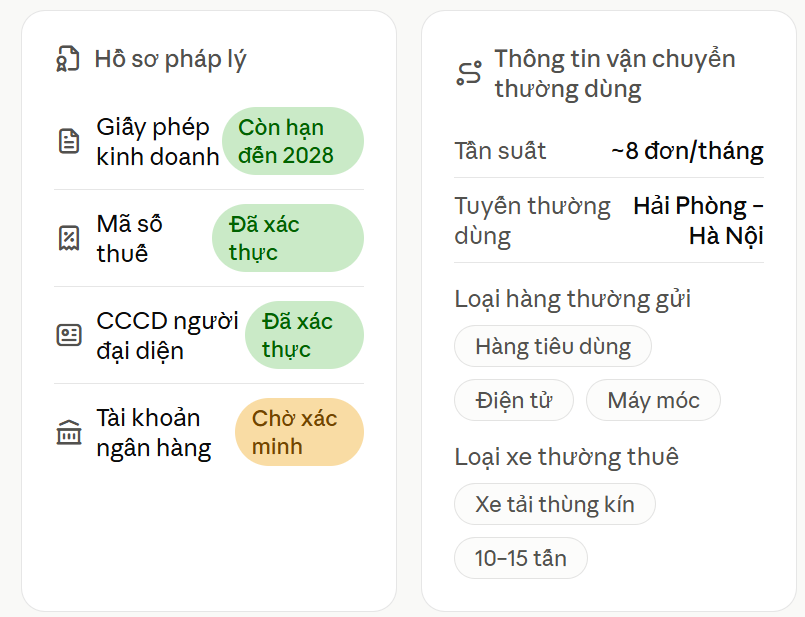 Hồ sơ pháp lý
Giấy phép
kinh doanh
Còn hạn
đến 2028
Mã số
thuế
Đã xác
thực
CCCD người
đại diện
Đã xác
thực
Tài khoản
ngân hàng
Chờ xác
minh
Thông tin vận chuyển
thường dùng
Tần suất
~8 đơn/tháng
Tuyến thường
dùng
Hải Phòng –
Hà Nội
Loại hàng thường gửi
Hàng tiêu dùng
Điện tử
Máy móc
Loại xe thường thuê
Xe tải thùng kín
10–15 tấn